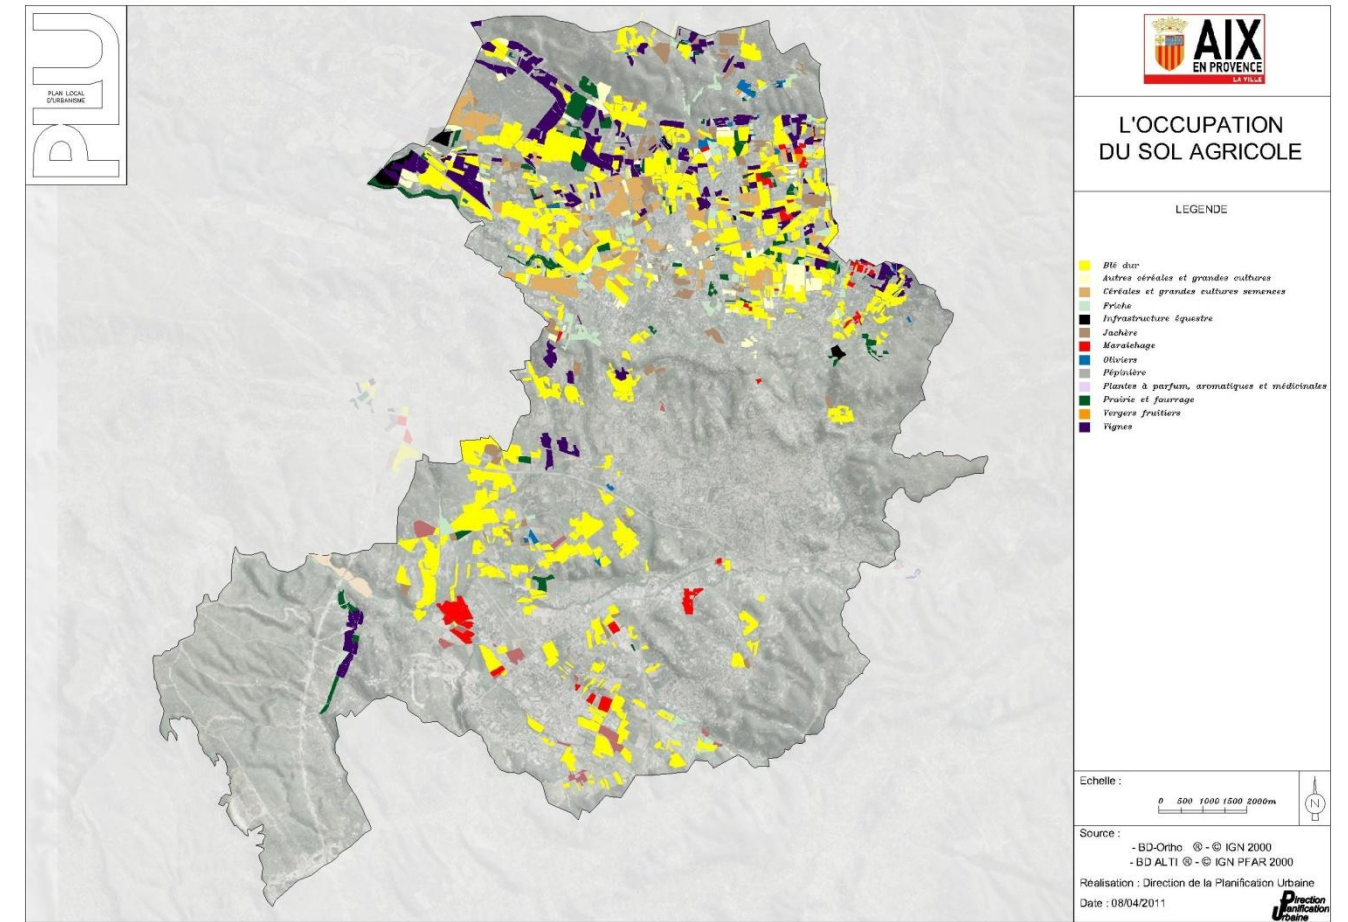 PLU
PLAN LOCAL
D'URBANISME
AIX
EN PROVENCE
LA VILLE
L'OCCUPATION
DU SOL AGRICOLE
LEGENDE
Blé dur
Autres céréales et grandes cultures
Céréales et grandes cultures semences
Friche
Infrastructure équestre
Jachère
Maraichage
Oliviers
Pépinière
Plantes à parfum, aromatiques et médicinales
Prairie et fourrage
Vergers fruitiers
Vignes
Echelle :
0 500 1000 1500 2000m
N
Source :
- BD-Ortho ® - © IGN 2000
- BD ALTI ® - © IGN PFAR 2000
Réalisation : Direction de la Planification Urbaine
Date : 08/04/2011
Direction
Planification
Urbaine